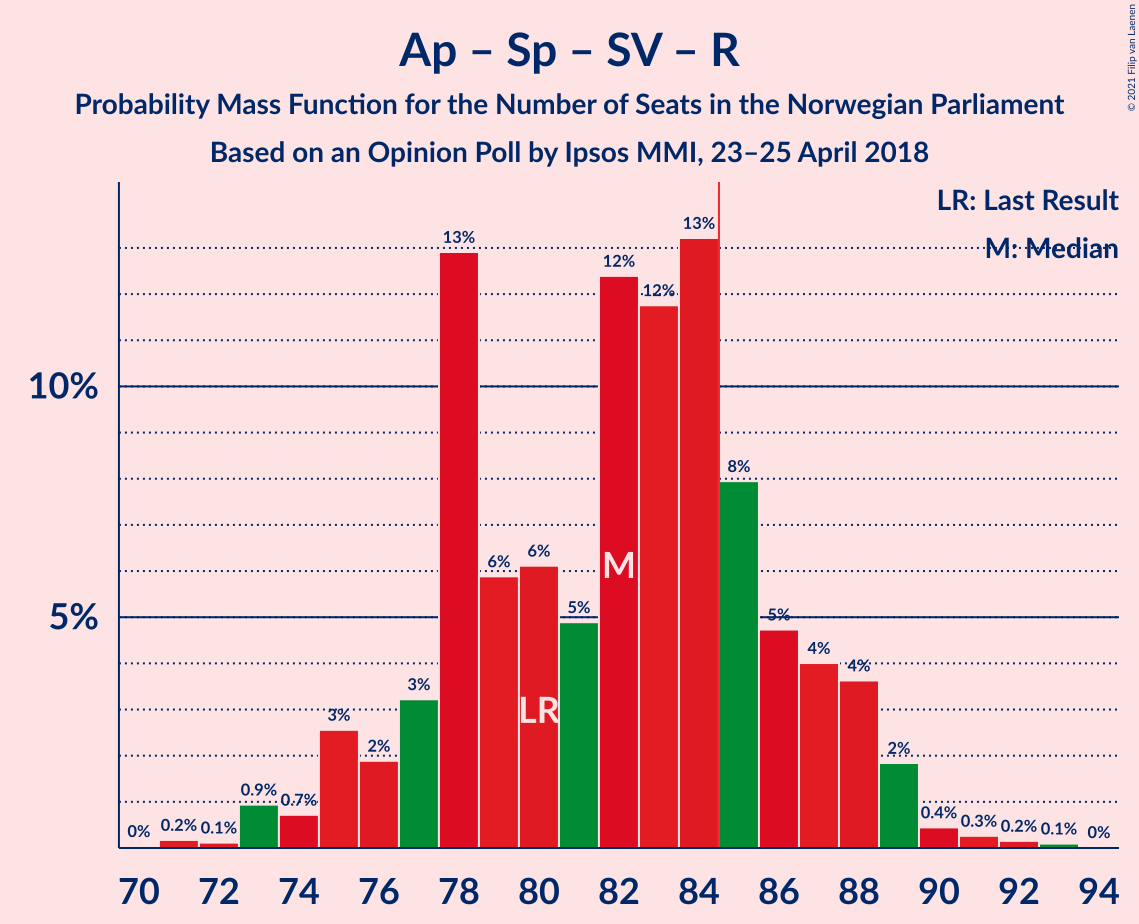 Ap – Sp – SV – R
Probability Mass Function for the Number of Seats in the Norwegian Parliament
Based on an Opinion Poll by Ipsos MMI, 23–25 April 2018
© 2021 Filip van Laenen
LR: Last Result
M: Median
10%
5%
0% 0.2% 0.1% 0.9% 0.7% 3% 2% 3% 13% 6% 6% 5% 12% 12% 13% 8% 5% 4% 4% 2% 0.4% 0.3% 0.2% 0.1% 0%
M
LR
70 72 74 76 78 80 82 84 86 88 90 92 94